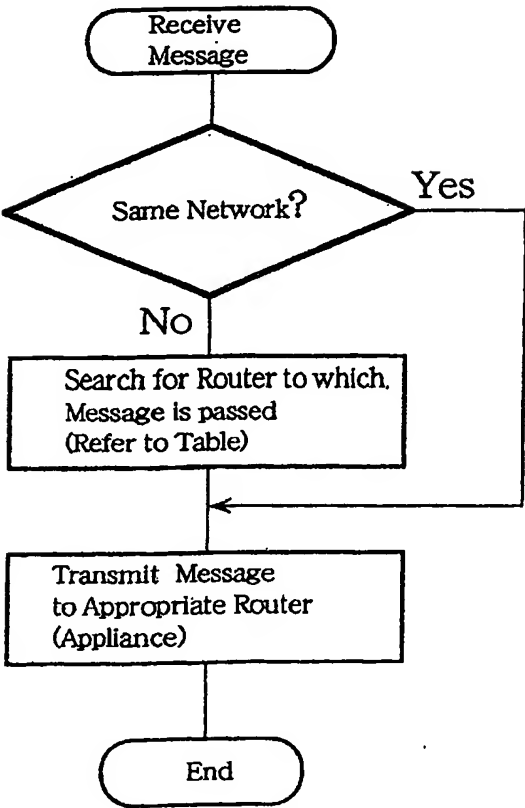 Receive
Message
Same Network?
Yes
No
Search for Router to which,
Message is passed
(Refer to Table)
Transmit Message
to Appropriate Router
(Appliance)
End